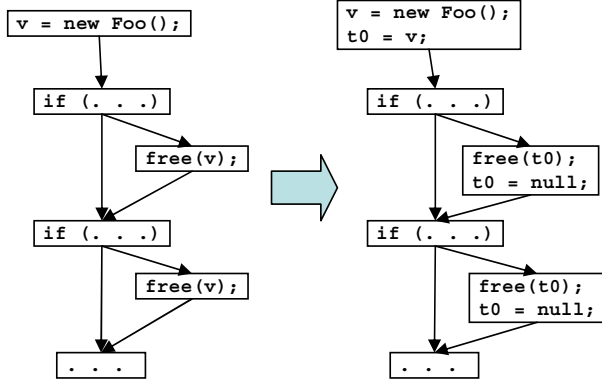 v = new Foo();
if (. . .)
free(v);
if (. . .)
free(v);
. . .
v = new Foo();
t0 = v;
if (. . .)
free(t0);
t0 = null;
if (. . .)
free(t0);
t0 = null;
. . .